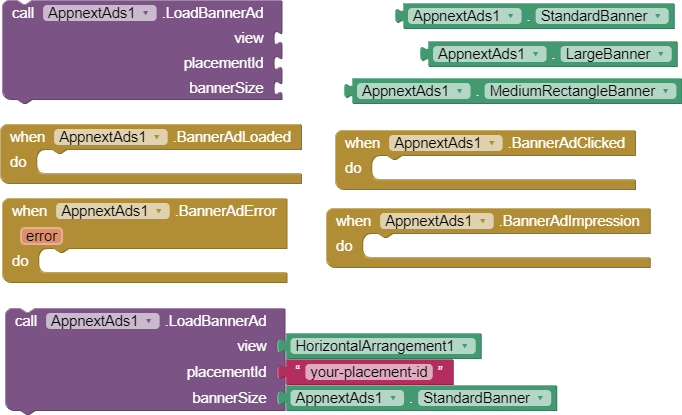 call AppnextAds1 .LoadBannerAd
view
placementId
bannerSize
AppnextAds1 . StandardBanner
AppnextAds1 . LargeBanner
AppnextAds1 . MediumRectangleBanner
when AppnextAds1 .BannerAdLoaded
do
when AppnextAds1 .BannerAdClicked
do
when AppnextAds1 .BannerAdError
error
do
when AppnextAds1 .BannerAdImpression
do
call AppnextAds1 .LoadBannerAd
view HorizontalArrangement1
placementId “ your-placement-id ”
bannerSize AppnextAds1 . StandardBanner